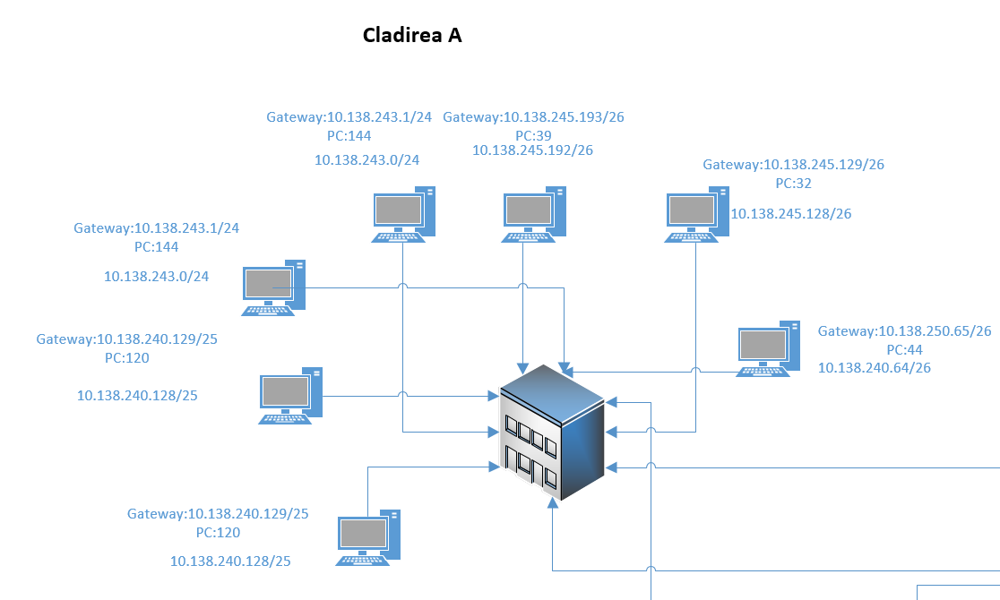 Cladirea A
Gateway:10.138.243.1/24
PC:144
10.138.243.0/24
Gateway:10.138.245.193/26
PC:39
10.138.245.192/26
Gateway:10.138.245.129/26
PC:32
10.138.245.128/26
Gateway:10.138.243.1/24
PC:144
10.138.243.0/24
Gateway:10.138.250.65/26
PC:44
10.138.240.64/26
Gateway:10.138.240.129/25
PC:120
10.138.240.128/25
Gateway:10.138.240.129/25
PC:120
10.138.240.128/25